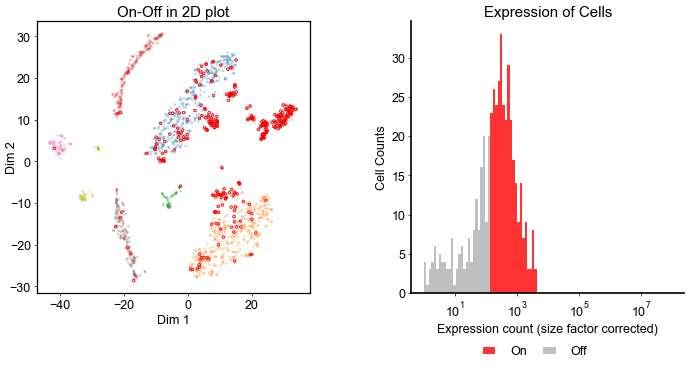 On-Off in 2D plot
Dim 2
30
20
10
0
−10
−20
−30
−40
−20
0
20
Dim 1
Expression of Cells
Cell Counts
30
25
20
15
10
5
0
10^1
10^3
10^5
10^7
Expression count (size factor corrected)
On
Off